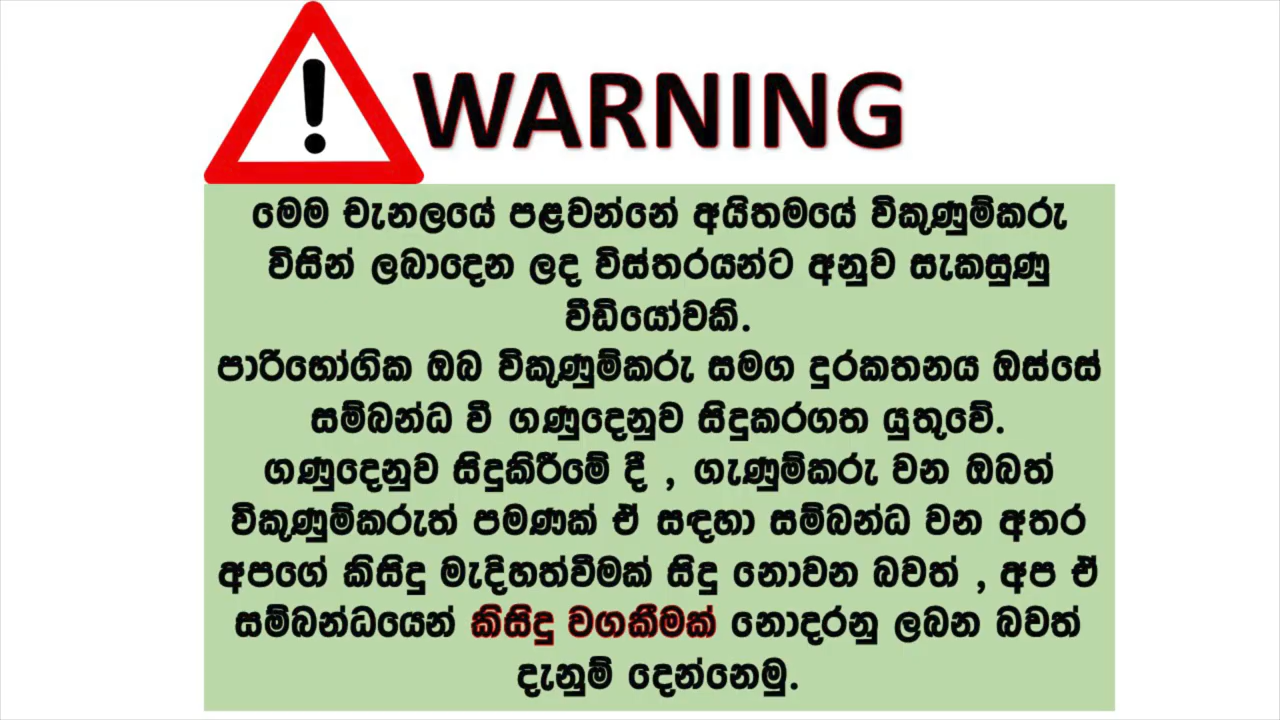 WARNING
මෙම චැනලයේ පළවන්නේ අයිතමයේ විකුණුම්කරු
විසින් ලබාදෙන ලද විස්තරයන්ට අනුව සැකසුණු
වීඩියෝවකි.
පාරිභෝගික ඔබ විකුණුම්කරු සමග දුරකතනය ඔස්සේ
සම්බන්ධ වී ගණුදෙනුව සිදුකරගත යුතුවේ.
ගණුදෙනුව සිදුකිරීමේ දී , ගැණුම්කරු වන ඔබත්
විකුණුම්කරුත් පමණක් ඒ සඳහා සම්බන්ධ වන අතර
අපගේ කිසිදු මැදිහත්වීමක් සිදු නොවන බවත් , අප ඒ
සම්බන්ධයෙන් කිසිදු වගකීමක් නොදරනු ලබන බවත්
දැනුම් දෙන්නෙමු.